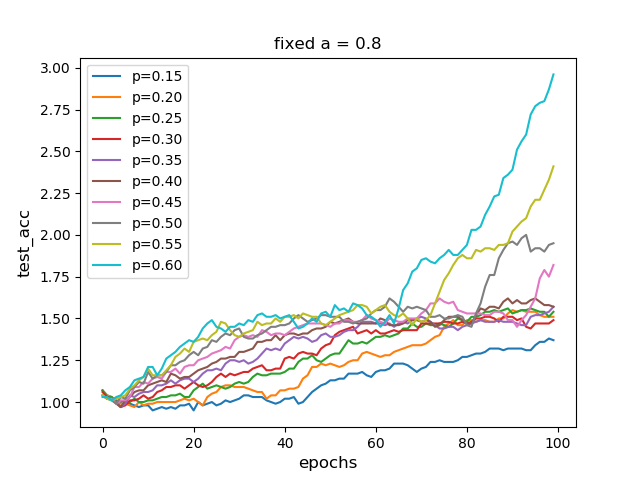 fixed a = 0.8
test_acc
3.00
2.75
2.50
2.25
2.00
1.75
1.50
1.25
1.00
p=0.15
p=0.20
p=0.25
p=0.30
p=0.35
p=0.40
p=0.45
p=0.50
p=0.55
p=0.60
0 20 40 60 80 100
epochs